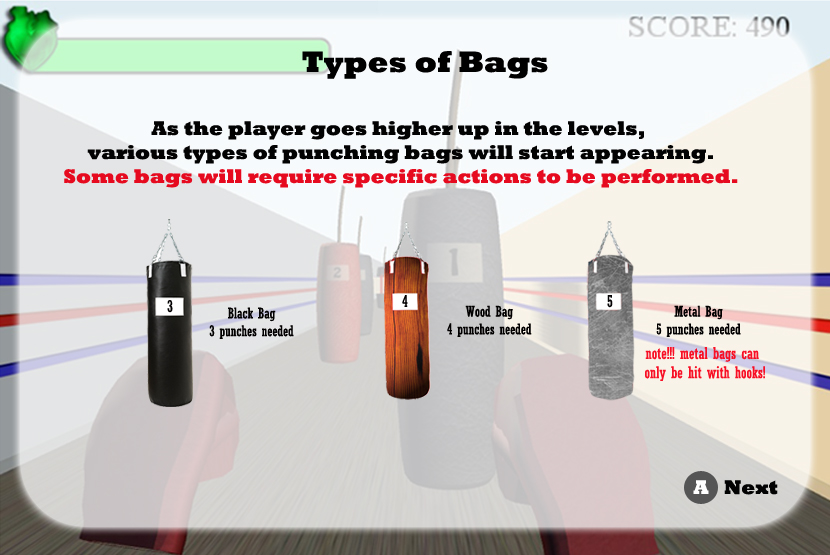 SCORE: 490
Types of Bags
As the player goes higher up in the levels,
various types of punching bags will start appearing.
Some bags will require specific actions to be performed.
1
2
3
Black Bag
3 punches needed
4
Wood Bag
4 punches needed
5
Metal Bag
5 punches needed
note!!! metal bags can
only be hit with hooks!
A Next